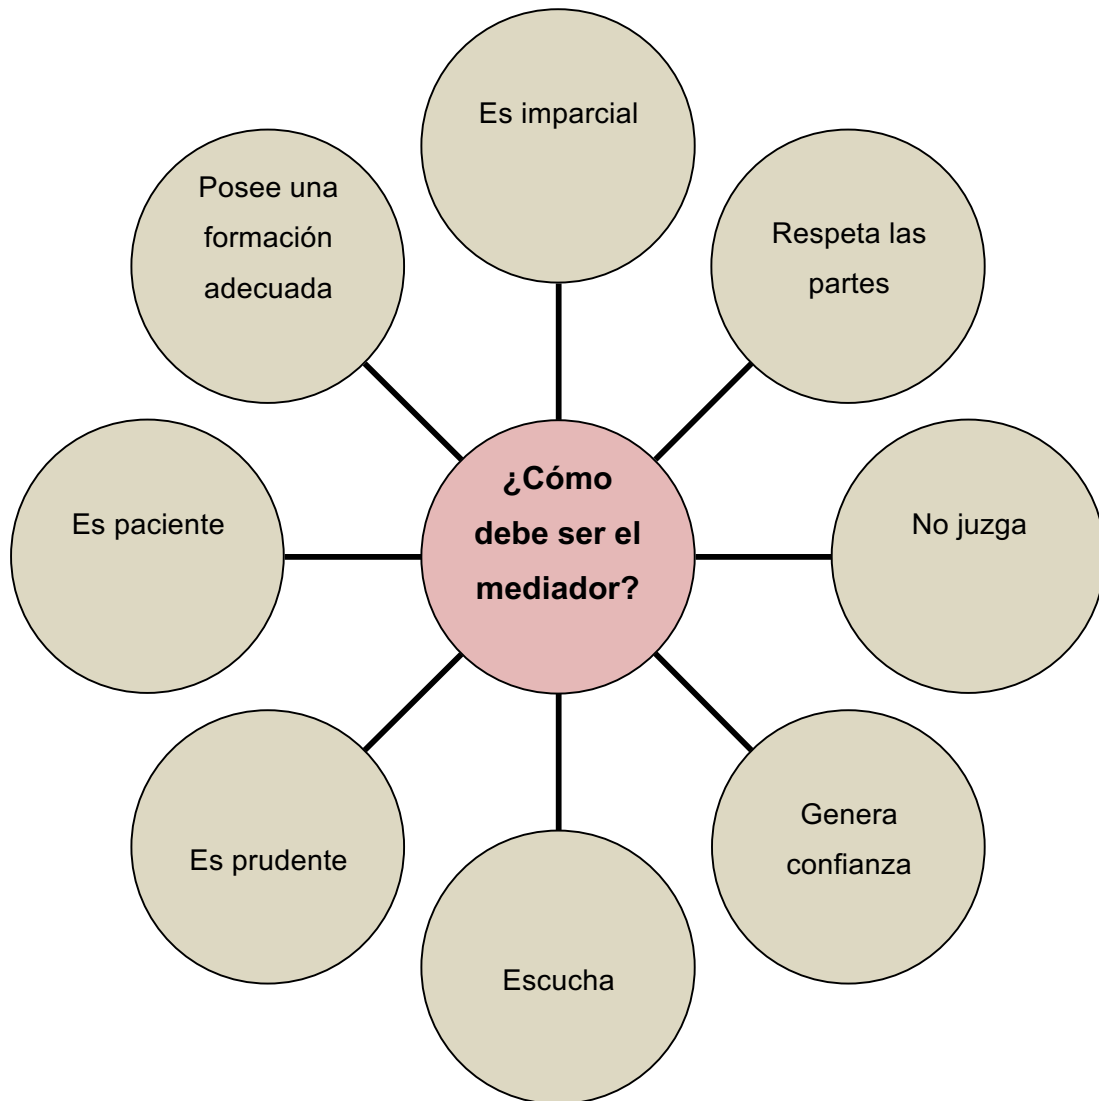 ¿Cómo
debe ser el
mediador?
Es imparcial
Respeta las
partes
No juzga
Genera
confianza
Escucha
Es prudente
Es paciente
Posee una
formación
adecuada